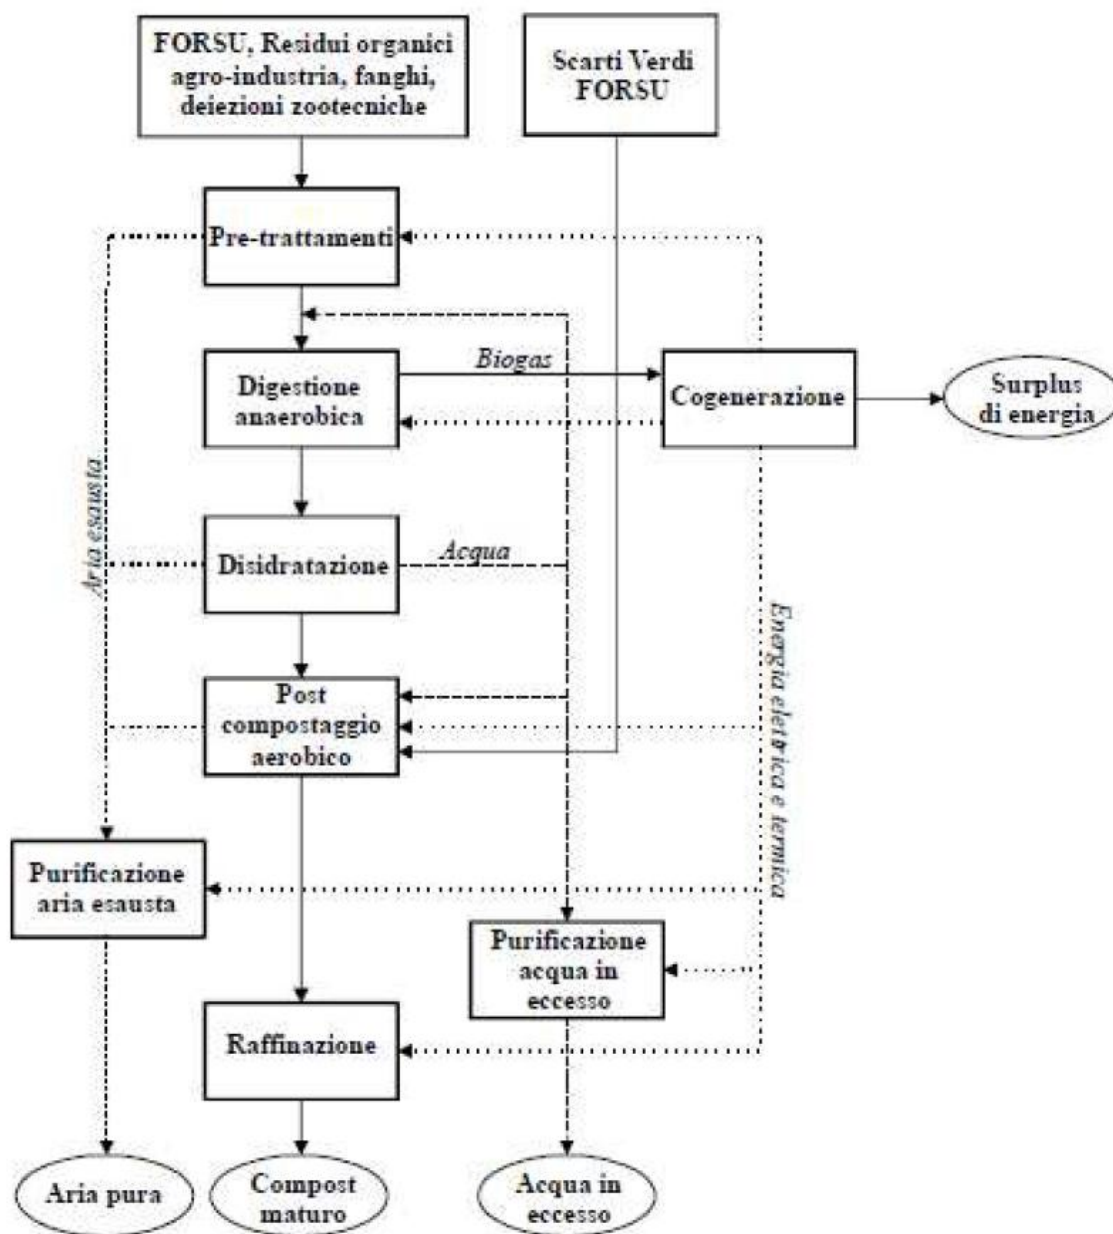 FORSU, Residui organici
agro-industria, fanghi,
deiezioni zootecniche
Scarti Verdi
FORSU
Pre-trattamenti
Digestione
anaerobica
Biogas
Cogenerazione
Surplus
di energia
Aria esausta
Disidratazione
Acqua
Energia elettrica e termica
Post
compostaggio
aerobico
Purificazione
aria esausta
Purificazione
acqua in
eccesso
Raffinazione
Aria pura
Compost
maturo
Acqua in
eccesso